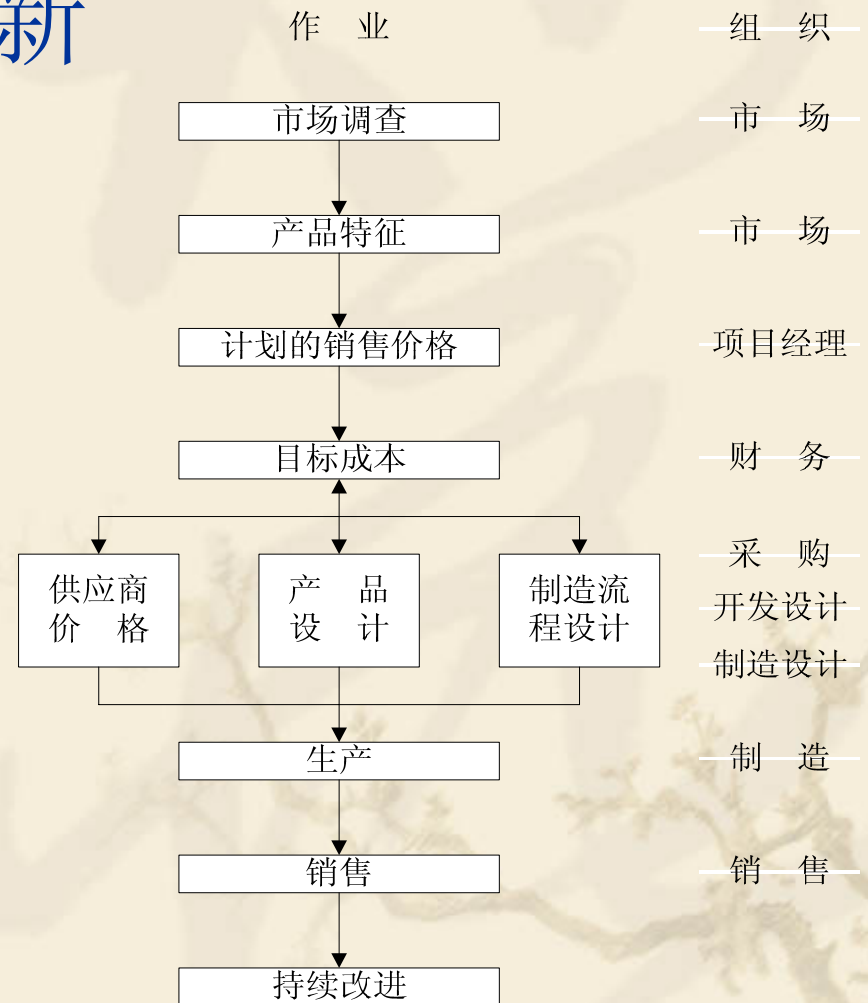 新
作 业 组 织
市场调查 市 场
产品特征 市 场
计划的销售价格 项目经理
目标成本 财 务
采 购
供应商 产 品 制造流
开发设计
价 格 设 计 程设计
制造设计
生产 制 造
销售 销 售
持续改进